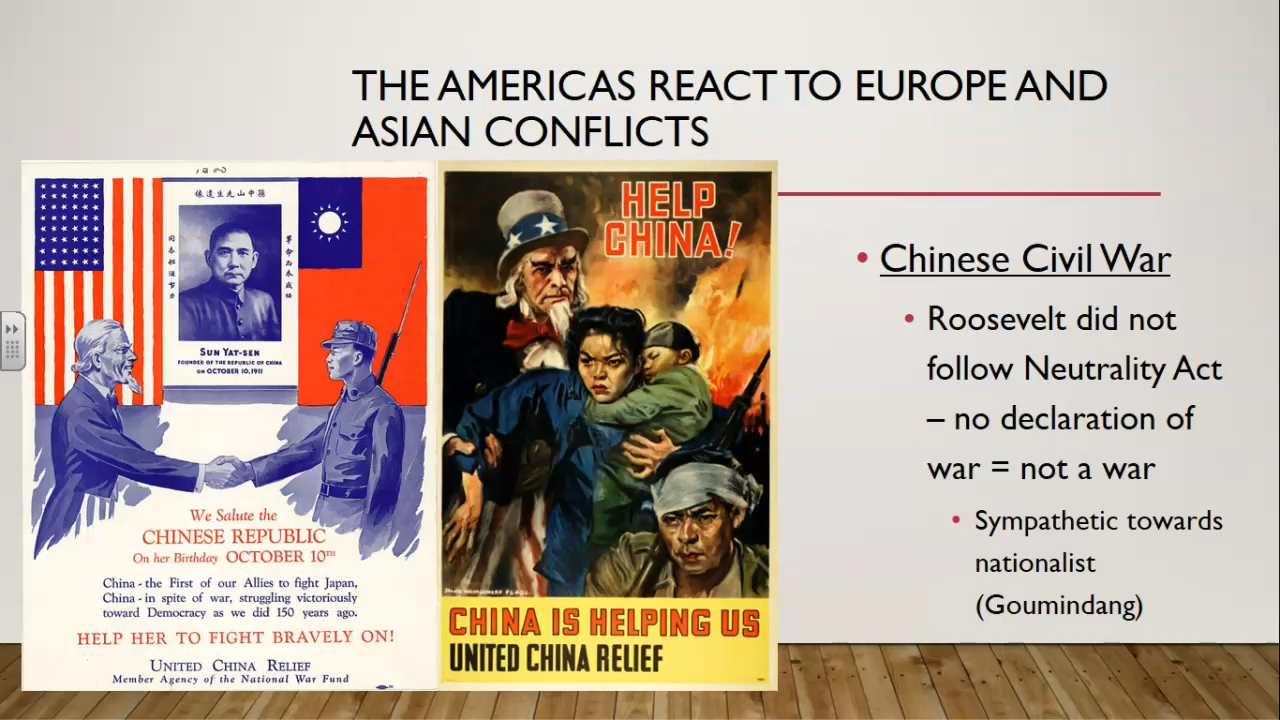 THE AMERICAS REACT TO EUROPE AND
ASIAN CONFLICTS
SUN YAT-SEN
FOUNDER OF THE REPUBLIC OF CHINA
ON OCTOBER 10, 1911
We Salute the
CHINESE REPUBLIC
On her Birthday OCTOBER 10TH
China - the First of our Allies to fight Japan,
China - in spite of war, struggling victoriously
toward Democracy as we did 150 years ago.
HELP HER TO FIGHT BRAVELY ON!
UNITED CHINA RELIEF
Member Agency of the National War Fund
HELP
CHINA!
JAMES MONTGOMERY FLAGG
CHINA IS HELPING US
UNITED CHINA RELIEF
• Chinese Civil War
• Roosevelt did not
follow Neutrality Act
– no declaration of
war = not a war
• Sympathetic towards
nationalist
(Goumindang)